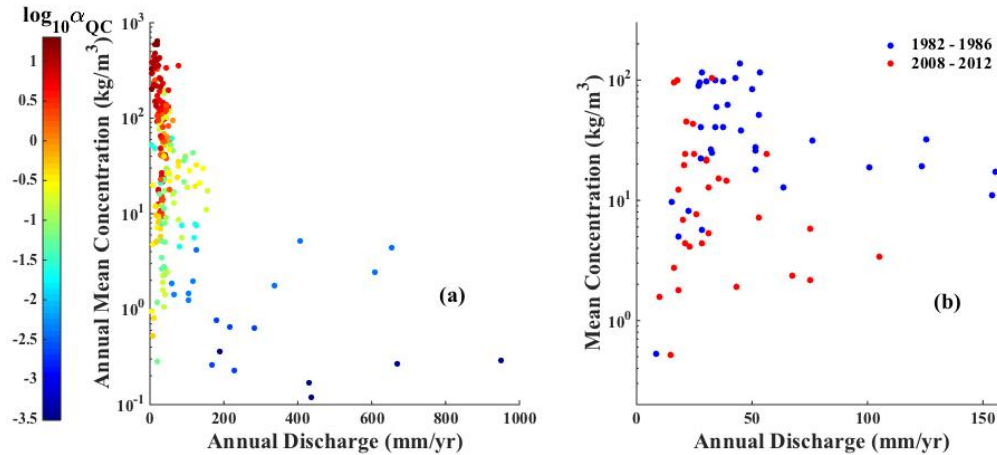 log10αQC
1
0.5
0
-0.5
-1
-1.5
-2
-2.5
-3
-3.5
Annual Mean Concentration (kg/m3)
10^3
10^2
10^1
10^0
10^-1
0 200 400 600 800 1000
Annual Discharge (mm/yr)
(a)
Mean Concentration (kg/m3)
10^2
10^1
10^0
0 50 100 150
Annual Discharge (mm/yr)
(b)
1982 - 1986
2008 - 2012